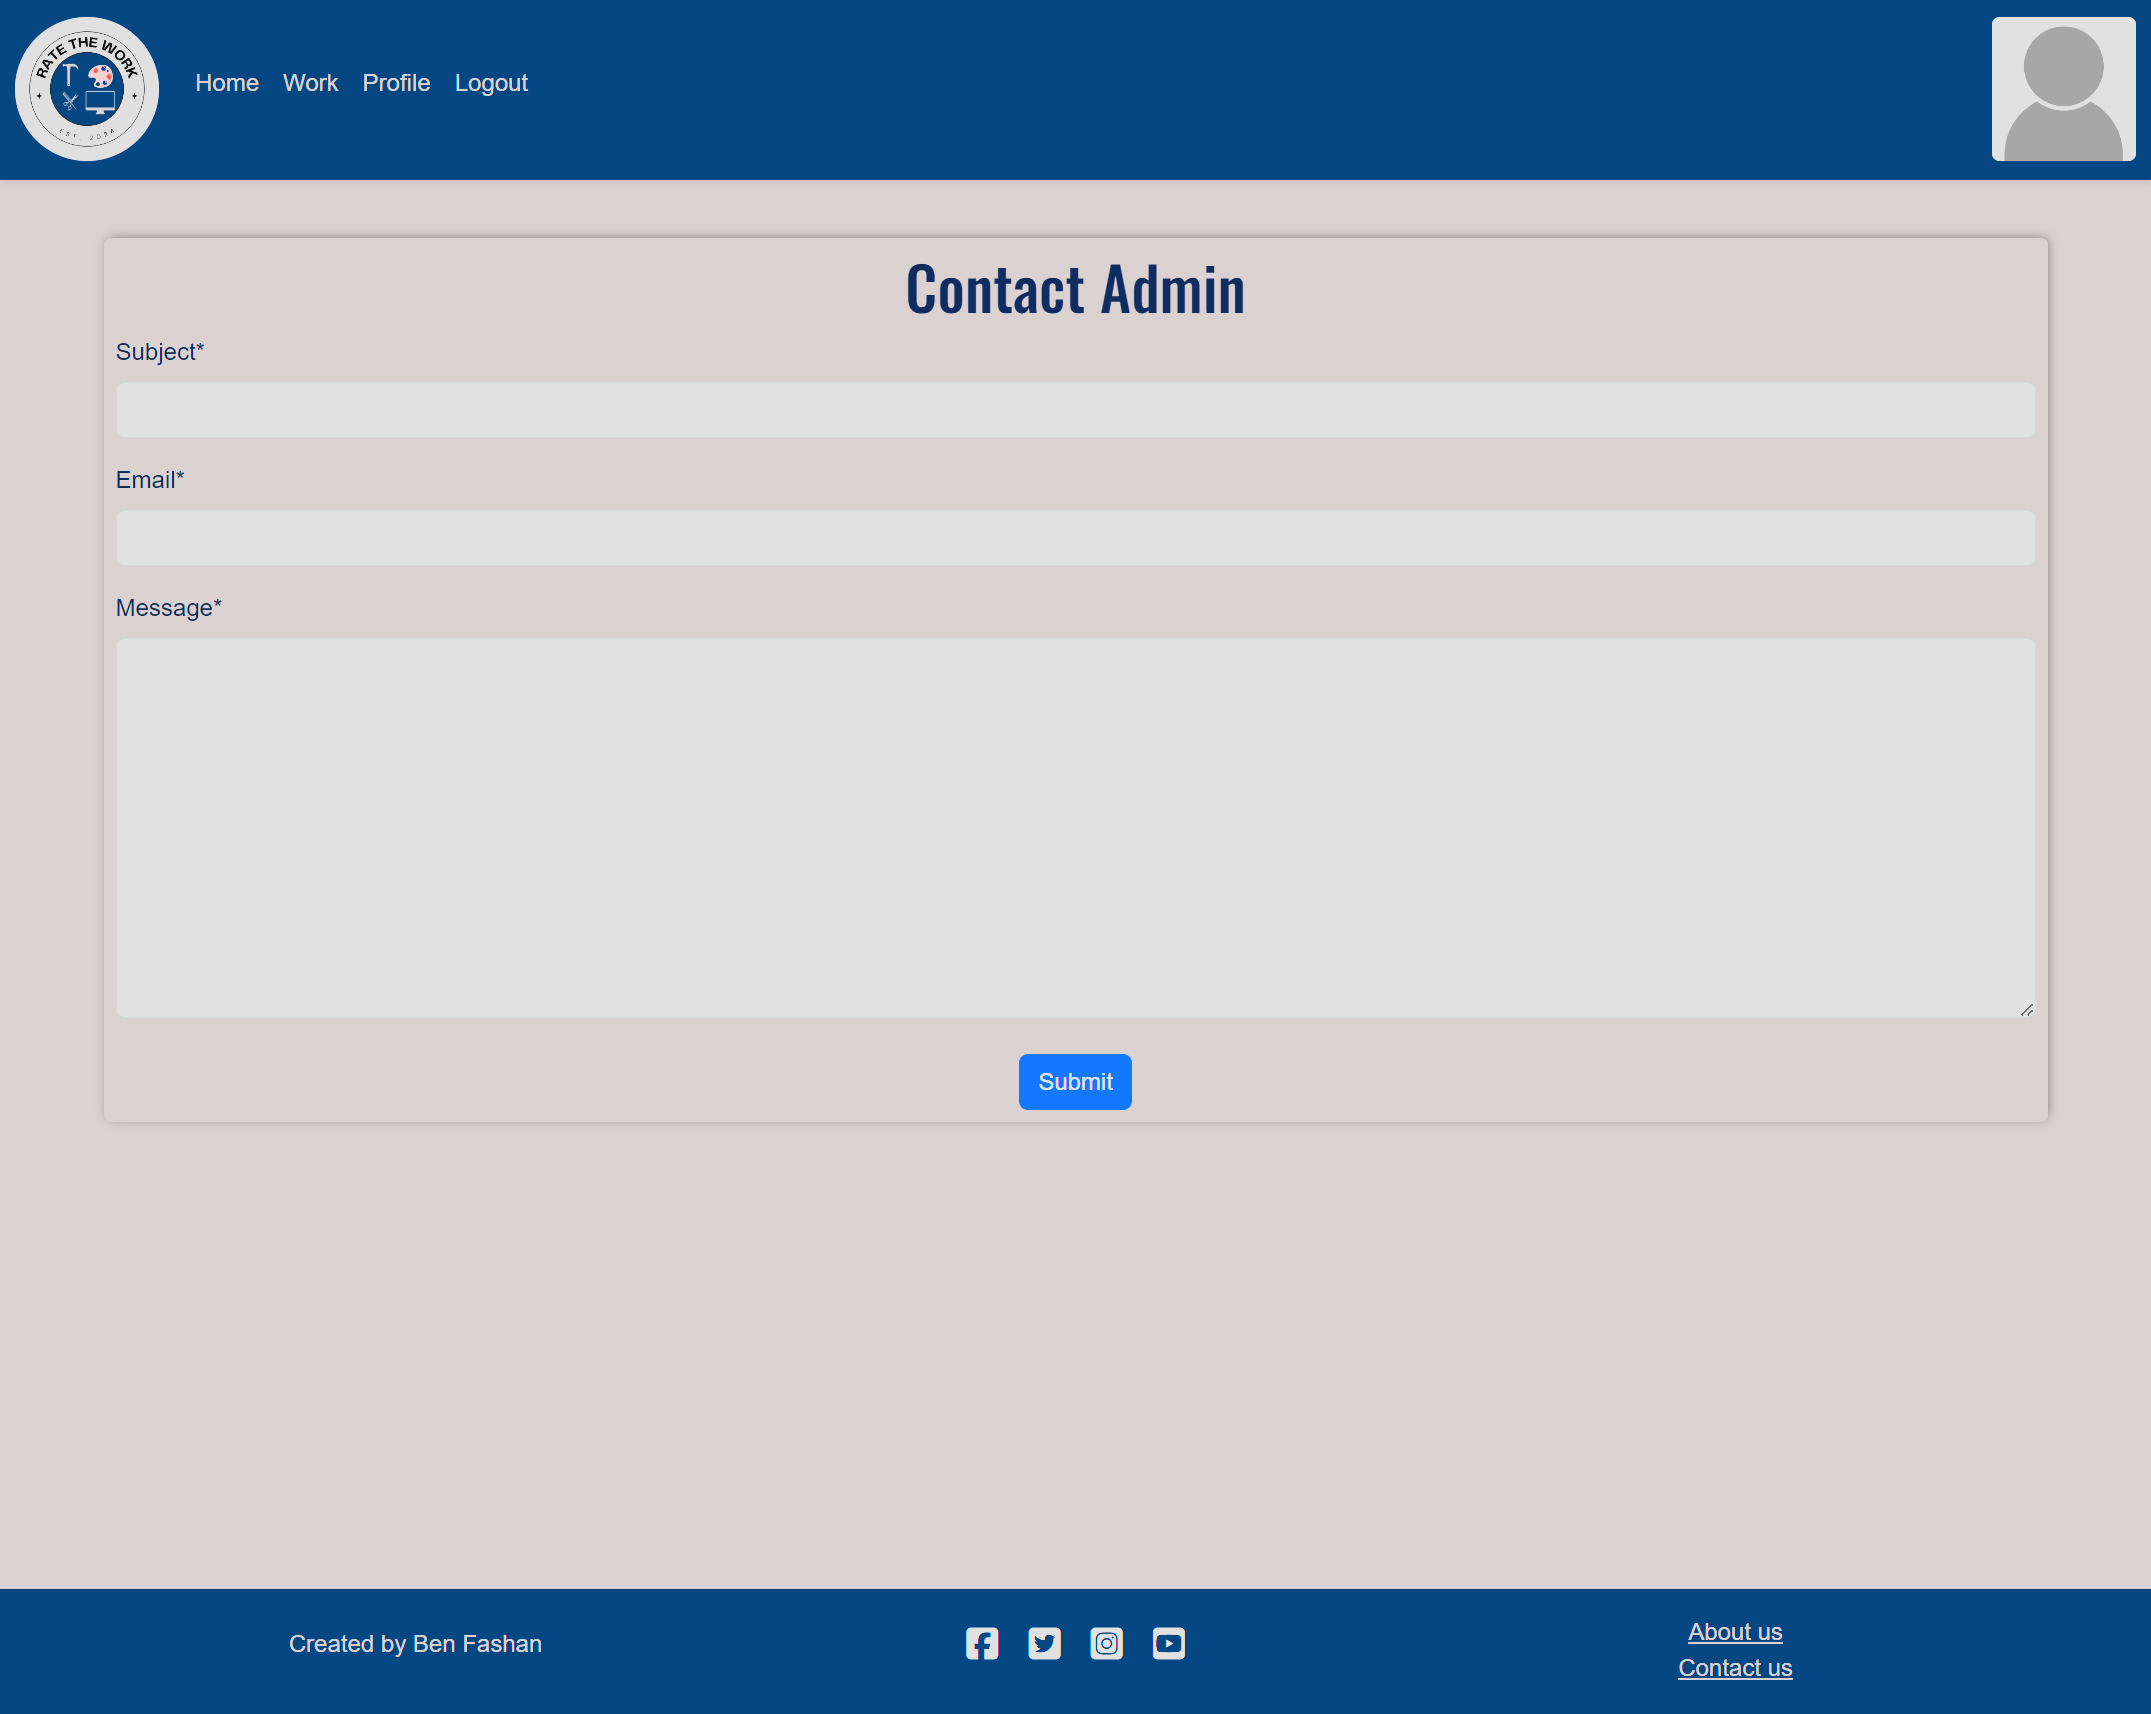 RATE THE WORK
EST. 2024
Home Work Profile Logout
Contact Admin
Subject*
Email*
Message*
Submit
Created by Ben Fashan
About us
Contact us